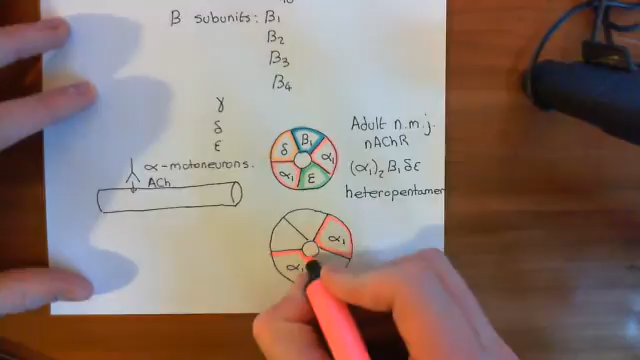 β subunits: β₁
β₂
β₃
β₄
γ
δ
ε
α-motoneurons.
ACh
δ β₁ α₁
α₁ ε
Adult n.m.j.
nAChR
(α₁)₂ β₁ δ ε
heteropentamer
α₁
α₁